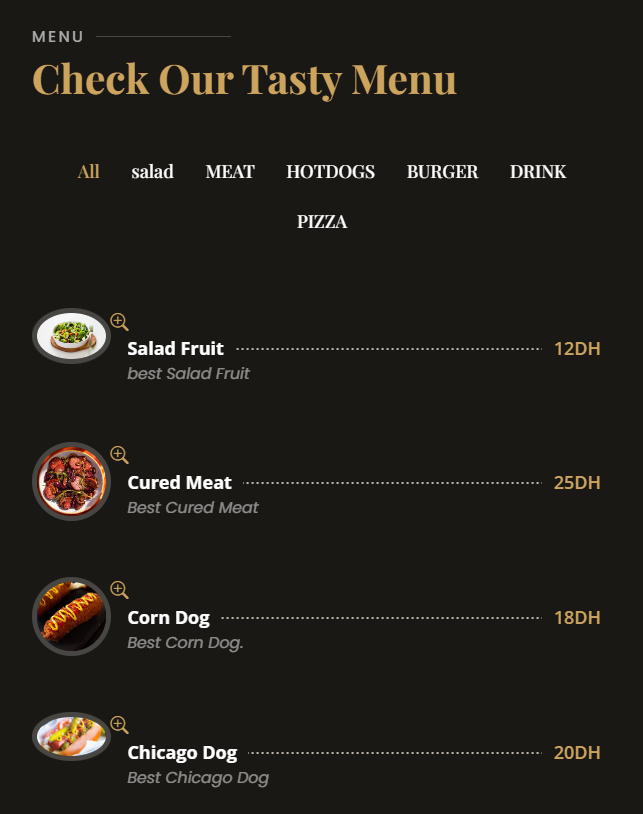 MENU
Check Our Tasty Menu
All salad MEAT HOTDOGS BURGER DRINK
PIZZA
Salad Fruit 12DH
best Salad Fruit
Cured Meat 25DH
Best Cured Meat
Corn Dog 18DH
Best Corn Dog.
Chicago Dog 20DH
Best Chicago Dog